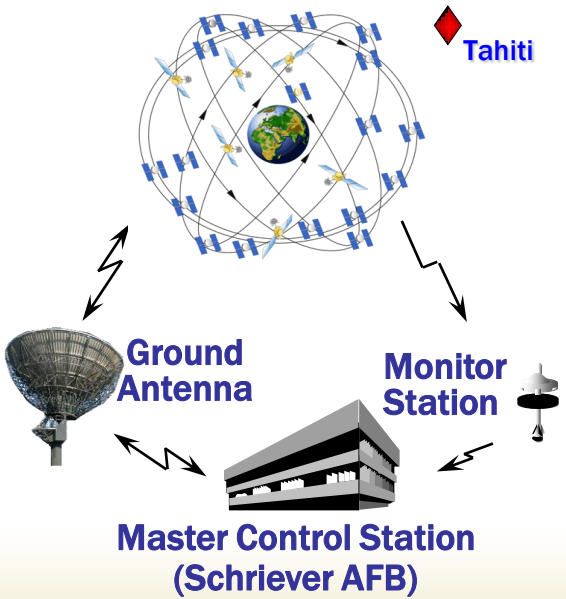 Tahiti
Ground
Antenna
Monitor
Station
Master Control Station
(Schriever AFB)